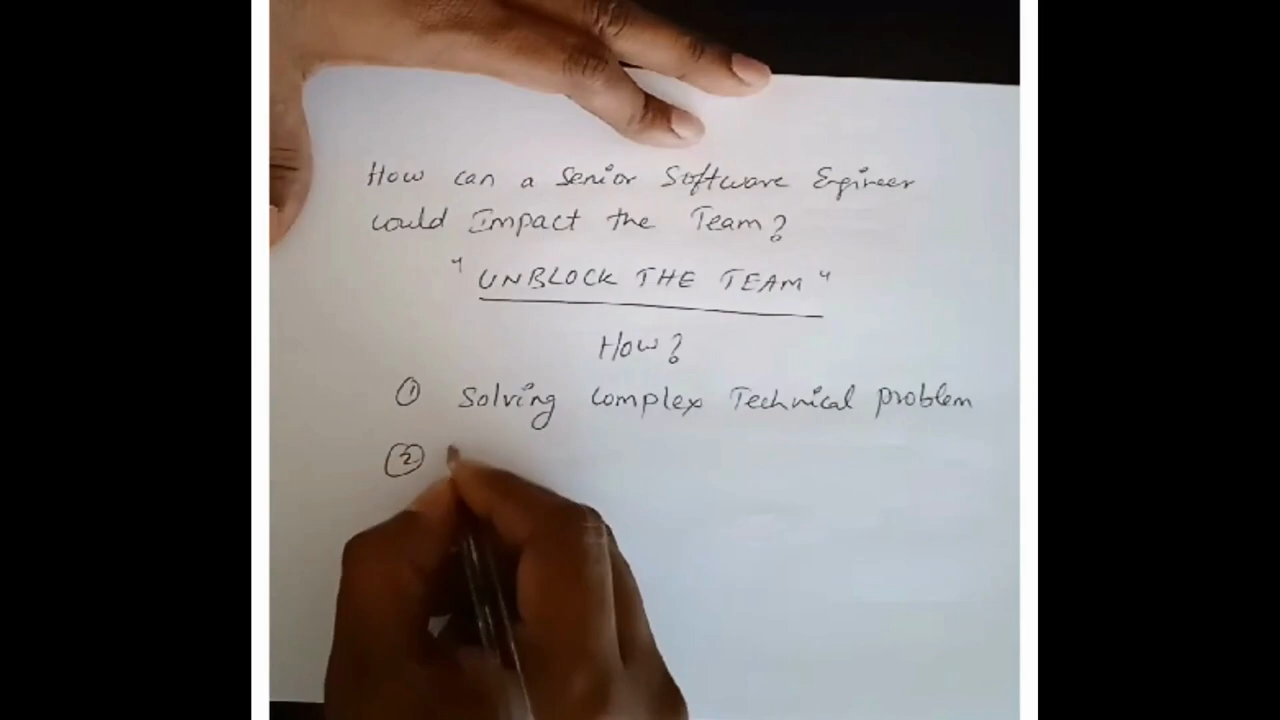 How can a Senior Software Engineer
could Impact the Team?
"UNBLOCK THE TEAM"
How?
① Solving complex Technical problem
②